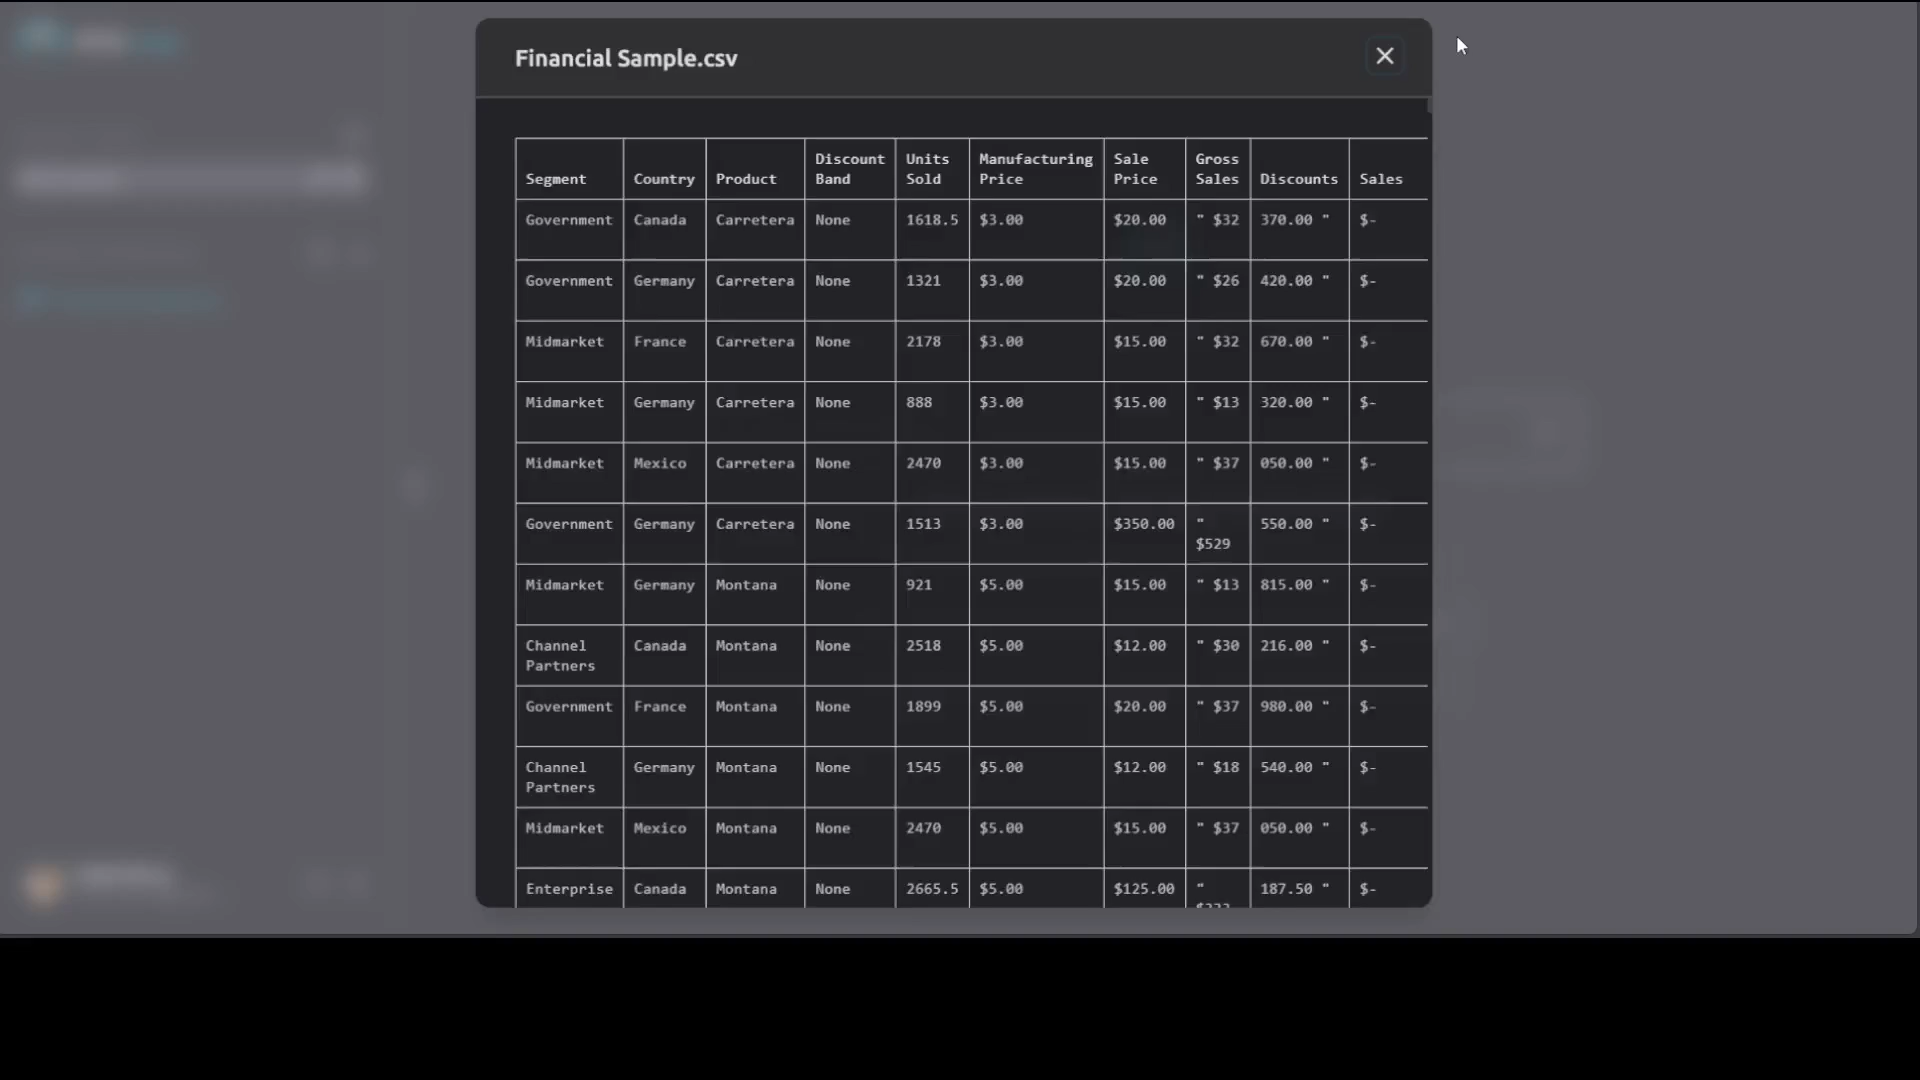 Financial Sample.csv
Segment Country Product Discount Band Units Sold Manufacturing Price Sale Price Gross Sales Discounts Sales
Government Canada Carretera None 1618.5 $3.00 $20.00 " $32 370.00 " $-
Government Germany Carretera None 1321 $3.00 $20.00 " $26 420.00 " $-
Midmarket France Carretera None 2178 $3.00 $15.00 " $32 670.00 " $-
Midmarket Germany Carretera None 888 $3.00 $15.00 " $13 320.00 " $-
Midmarket Mexico Carretera None 2470 $3.00 $15.00 " $37 050.00 " $-
Government Germany Carretera None 1513 $3.00 $350.00 " $529 550.00 " $-
Midmarket Germany Montana None 921 $5.00 $15.00 " $13 815.00 " $-
Channel Partners Canada Montana None 2518 $5.00 $12.00 " $30 216.00 " $-
Government France Montana None 1899 $5.00 $20.00 " $37 980.00 " $-
Channel Partners Germany Montana None 1545 $5.00 $12.00 " $18 540.00 " $-
Midmarket Mexico Montana None 2470 $5.00 $15.00 " $37 050.00 " $-
Enterprise Canada Montana None 2665.5 $5.00 $125.00 " 187.50 " $-